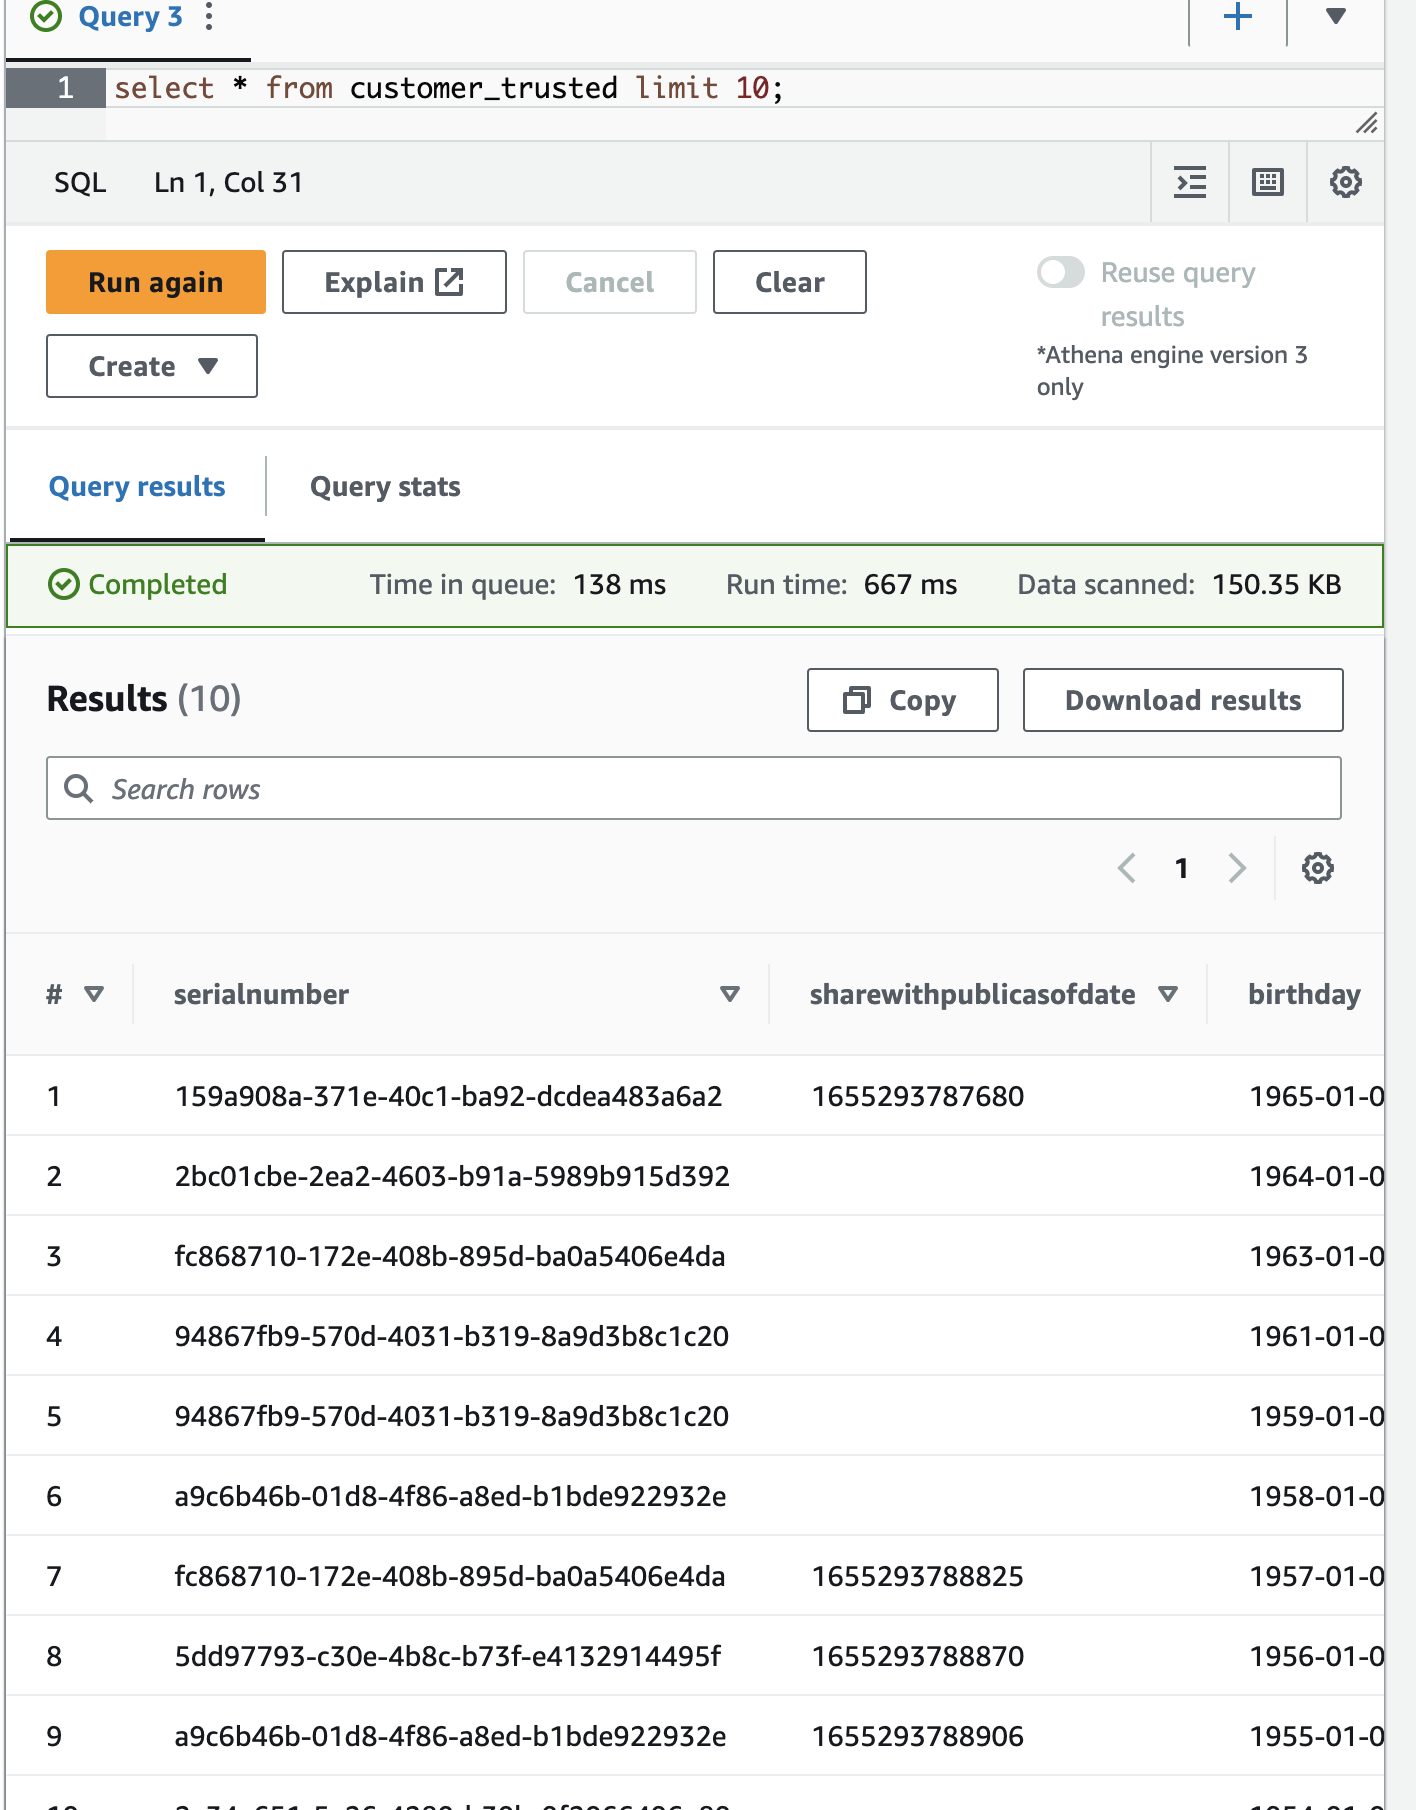 Query 3
1 select * from customer_trusted limit 10;
SQL Ln 1, Col 31
Run again Explain Cancel Clear Reuse query
results
Create *Athena engine version 3
only
Query results Query stats
Completed Time in queue: 138 ms Run time: 667 ms Data scanned: 150.35 KB
Results (10) Copy Download results
Search rows
1
# serialnumber sharewithpublicasofdate birthday
1 159a908a-371e-40c1-ba92-dcdea483a6a2 1655293787680 1965-01-0
2 2bc01cbe-2ea2-4603-b91a-5989b915d392 1964-01-0
3 fc868710-172e-408b-895d-ba0a5406e4da 1963-01-0
4 94867fb9-570d-4031-b319-8a9d3b8c1c20 1961-01-0
5 94867fb9-570d-4031-b319-8a9d3b8c1c20 1959-01-0
6 a9c6b46b-01d8-4f86-a8ed-b1bde922932e 1958-01-0
7 fc868710-172e-408b-895d-ba0a5406e4da 1655293788825 1957-01-0
8 5dd97793-c30e-4b8c-b73f-e4132914495f 1655293788870 1956-01-0
9 a9c6b46b-01d8-4f86-a8ed-b1bde922932e 1655293788906 1955-01-0